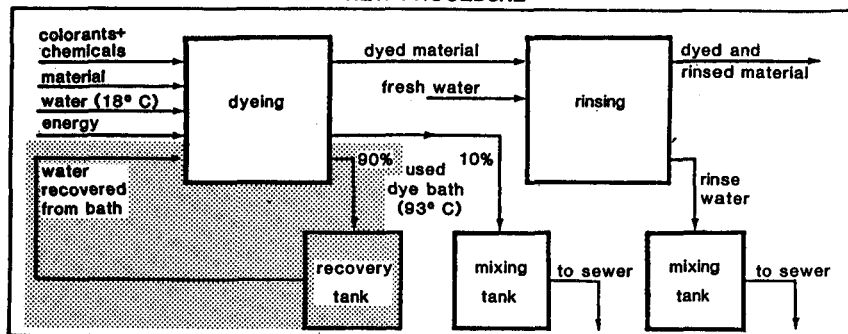 colorants+
chemicals
material
water (18° C)
energy
dyeing
dyed material
fresh water
rinsing
dyed and
rinsed material
water
recovered
from bath
90%
10%
used
dye bath
(93° C)
rinse
water
recovery
tank
mixing
tank
to sewer
mixing
tank
to sewer